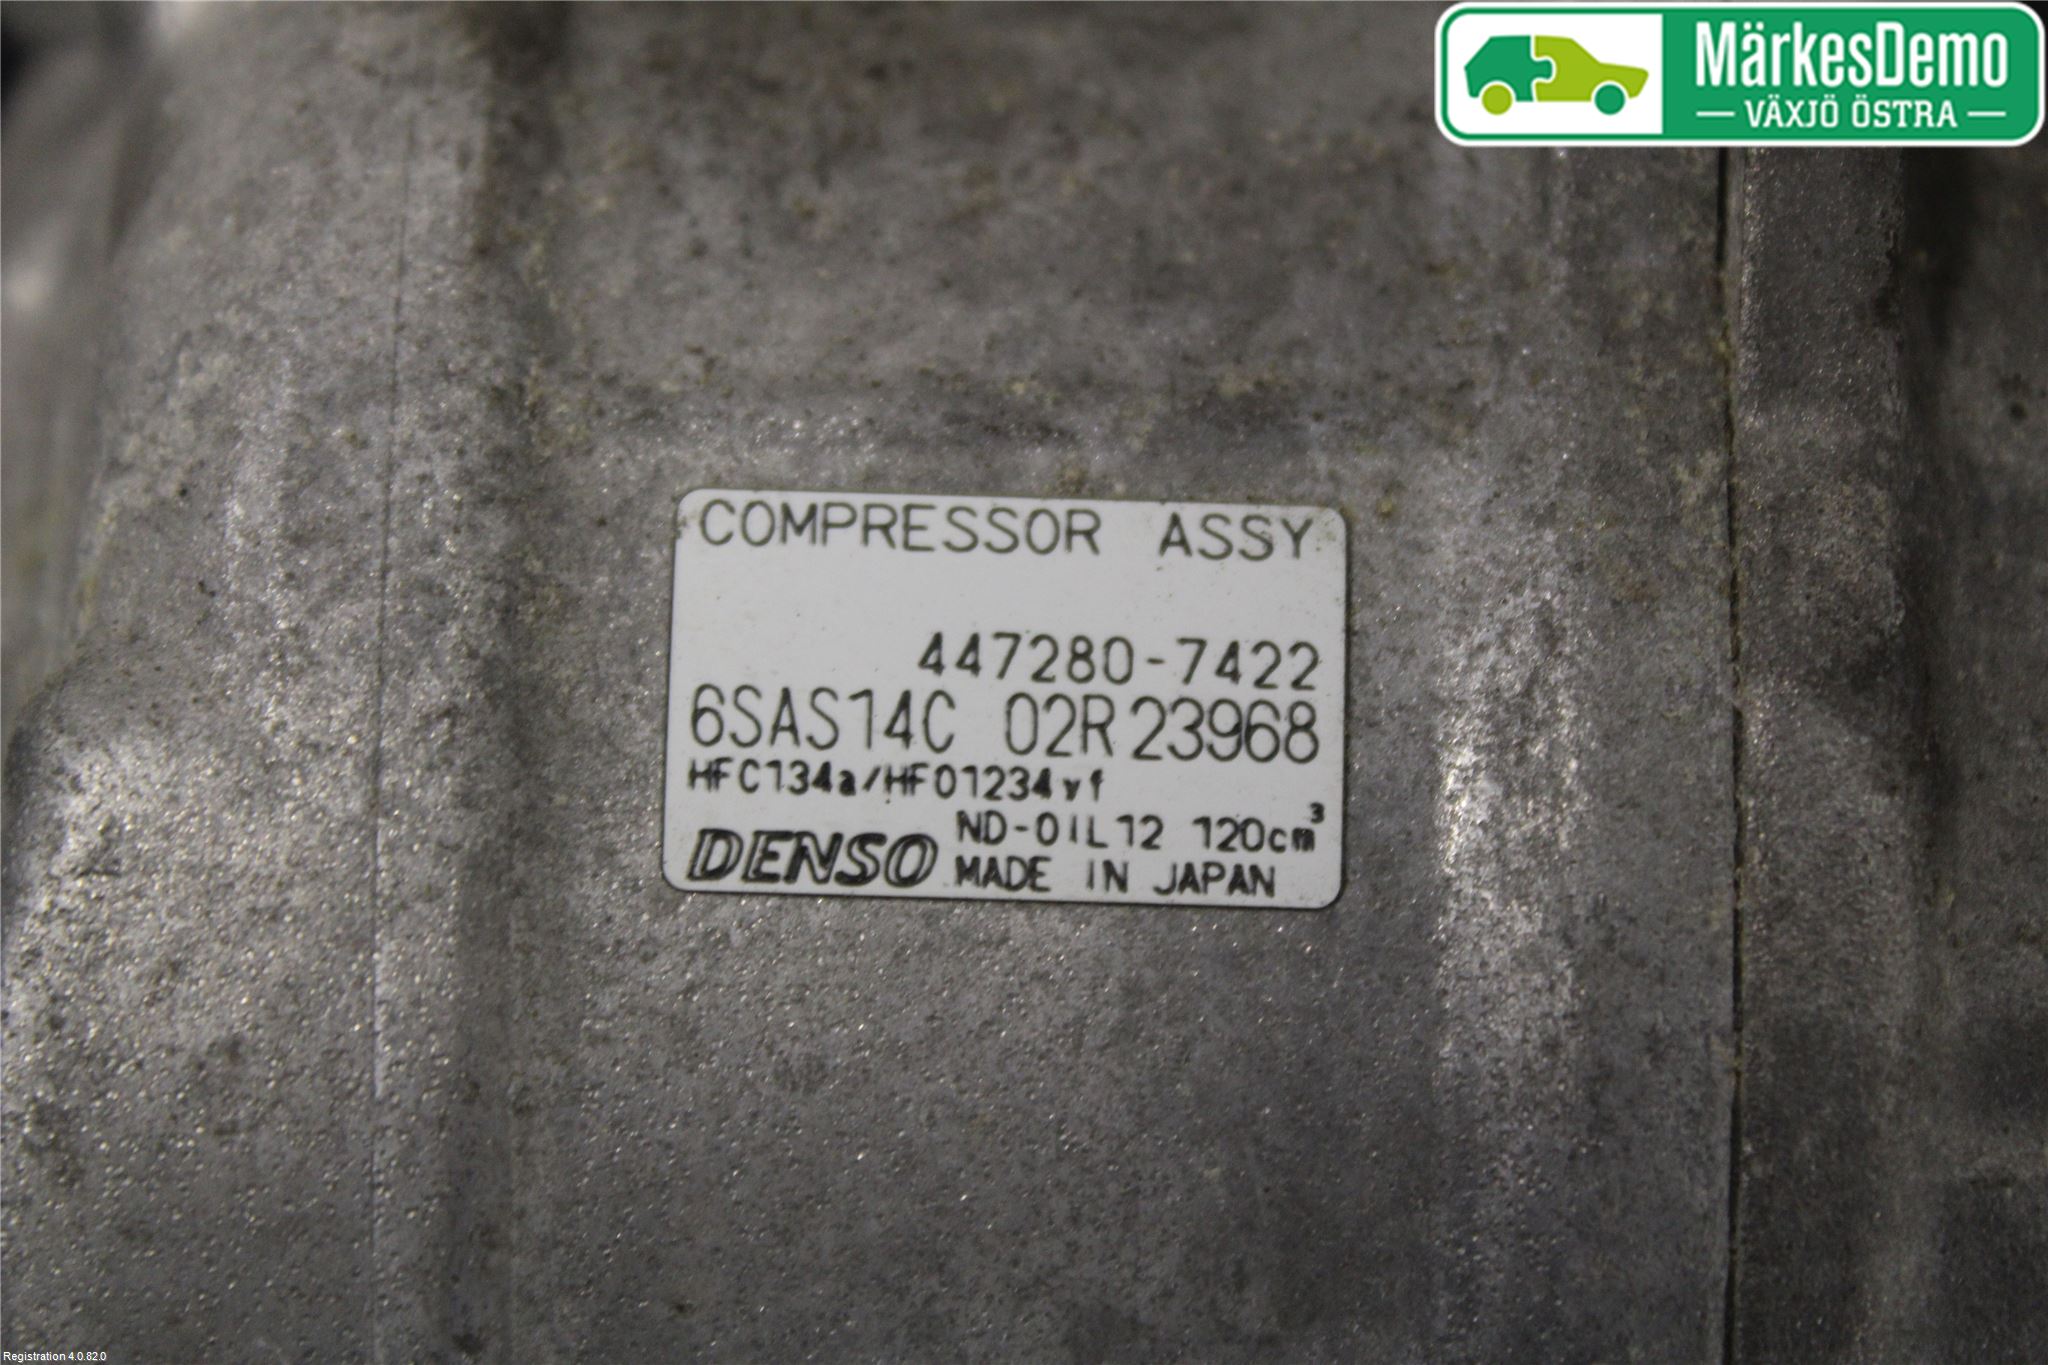 MärkesDemo
VÄXJÖ ÖSTRA
COMPRESSOR ASSY
447280-7422
6SAS14C 02R23968
HFC134a/HFO1234yf
ND-OIL12 120cm³
DENSO MADE IN JAPAN
Registration 4.0.82.0